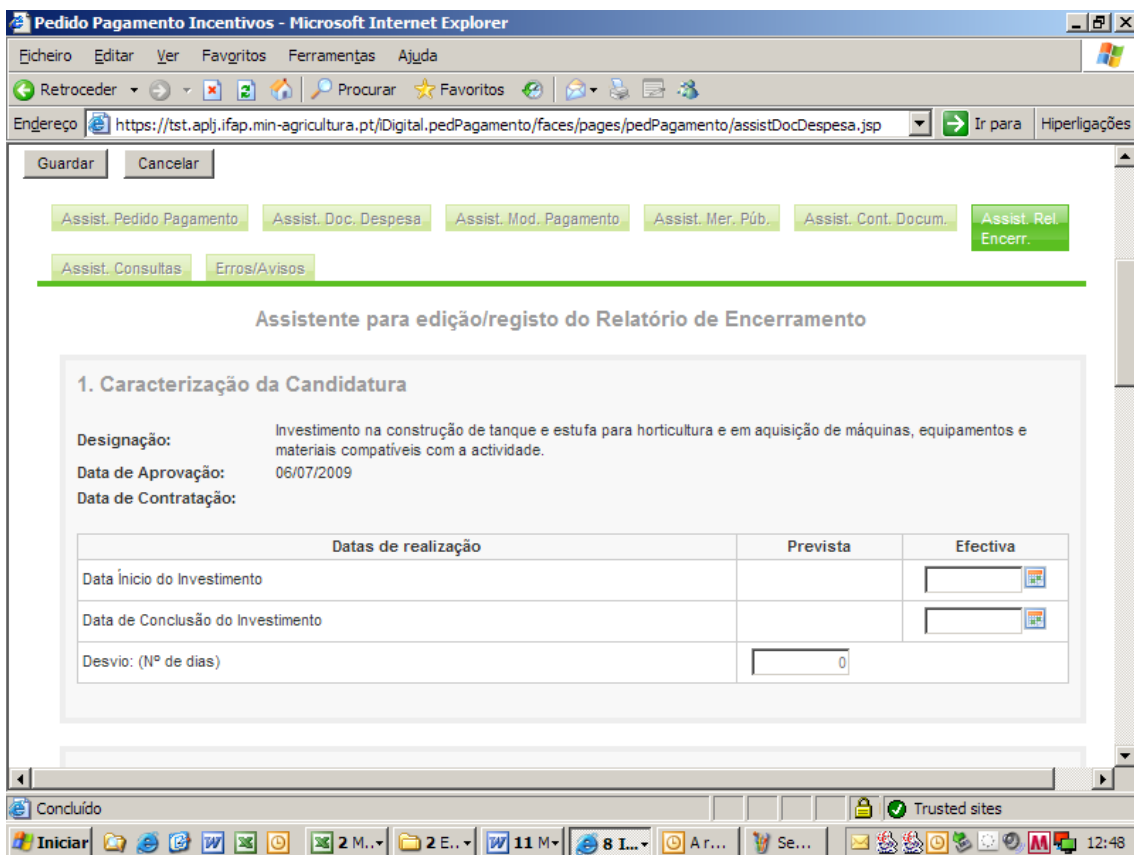 Pedido Pagamento Incentivos - Microsoft Internet Explorer
Ficheiro Editar Ver Favoritos Ferramentas Ajuda
Retroceder Procurar Favoritos
Endereço https://tst.aplj.ifap.min-agricultura.pt/iDigital.pedPagamento/faces/pages/pedPagamento/assistDocDespesa.jsp Ir para Hiperligações
Guardar Cancelar
Assist. Pedido Pagamento Assist. Doc. Despesa Assist. Mod. Pagamento Assist. Mer. Púb. Assist. Cont. Docum. Assist. Rel.
Encerr.
Assist. Consultas Erros/Avisos
Assistente para edição/registo do Relatório de Encerramento
1. Caracterização da Candidatura
Designação: Investimento na construção de tanque e estufa para horticultura e em aquisição de máquinas, equipamentos e
materiais compatíveis com a actividade.
Data de Aprovação: 06/07/2009
Data de Contratação:
Datas de realização Prevista Efectiva
Data Ínicio do Investimento
Data de Conclusão do Investimento
Desvio: (Nº de dias) 0
Concluído Trusted sites
Iniciar 2 M... 2 E... 11 M 8 I... A r... Se... 12:48